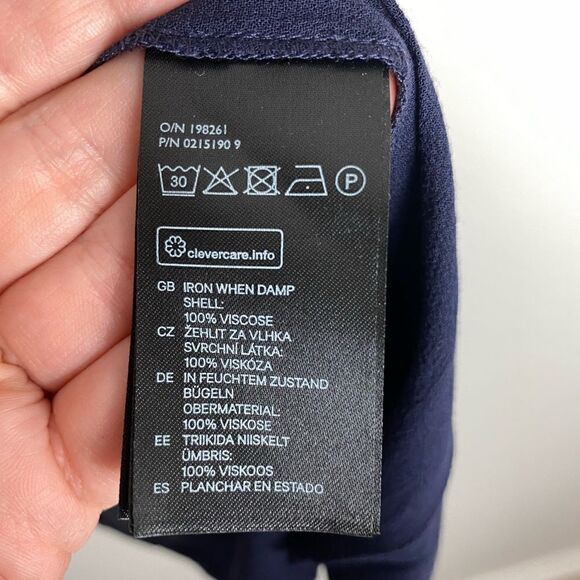 O/N 198261
P/N 0215190 9
30 P
clevercare.info
GB IRON WHEN DAMP
SHELL:
100% VISCOSE
CZ ŽEHLIT ZA VLHKA
SVRCHNÍ LÁTKA:
100% VISKÓZA
DE IN FEUCHTEM ZUSTAND
BÜGELN
OBERMATERIAL:
100% VISKOSE
EE TRIIKIDA NIISKELT
ÜMBRIS:
100% VISKOOS
ES PLANCHAR EN ESTADO